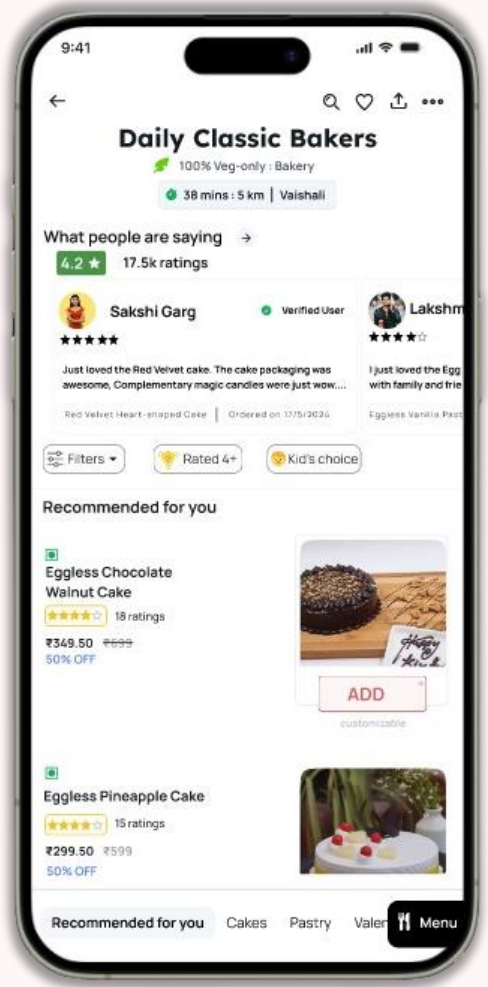 9:41
Daily Classic Bakers
100% Veg-only : Bakery
38 mins : 5 km | Vaishali
What people are saying →
4.2 ★ 17.5k ratings
Sakshi Garg
Verified User
Just loved the Red Velvet cake. The cake packaging was
awesome, Complementary magic candles were just wow....
Red Velvet Heart-shaped Cake | Ordered on 17/5/2024
Lakshm
I just loved the Egg
with family and frie
Eggless Vanilla Past
Filters
Rated 4+
Kid's choice
Recommended for you
Eggless Chocolate
Walnut Cake
18 ratings
₹349.50 ₹699
50% OFF
Happy
ADD +
customizable
Eggless Pineapple Cake
15 ratings
₹299.50 ₹599
50% OFF
Recommended for you Cakes Pastry Valen Menu